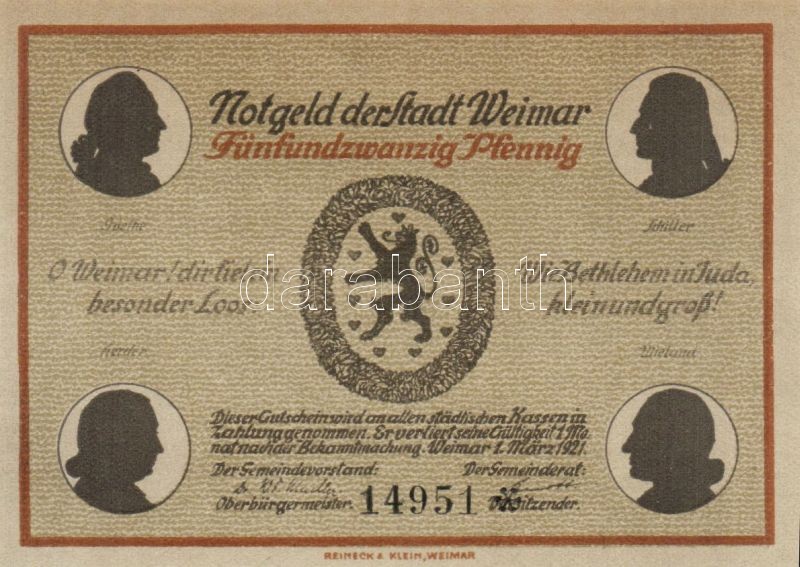 Notgeld der Stadt Weimar
Fünfundzwanzig Pfennig
Goethe
Schiller
O Weimar! dir fiel ein
besonder Loos
Wie Bethlehem in Juda,
klein und groß!
Herder
Wieland
darabanth
Dieser Gutschein wird an allen städtischen Kassen in
Zahlung genommen. Er verliert seine Gültigkeit 1 Mo-
nat nach der Bekanntmachung. Weimar 1. März 1921.
Der Gemeindevorstand: Der Gemeinderat:
Oberbürgermeister. 14951 Vorsitzender.
REINECK & KLEIN, WEIMAR